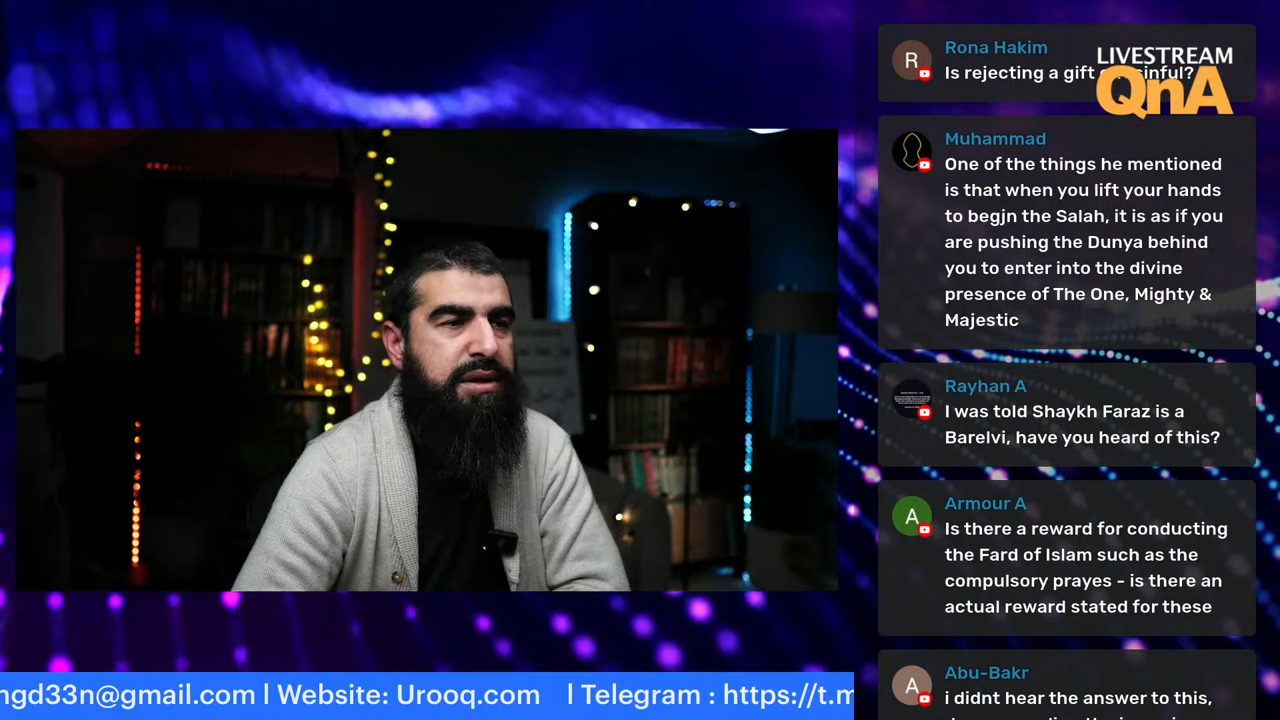 Rona Hakim
Is rejecting a gift sinful?
LIVESTREAM
QnA
R
Muhammad
One of the things he mentioned
is that when you lift your hands
to begjn the Salah, it is as if you
are pushing the Dunya behind
you to enter into the divine
presence of The One, Mighty &
Majestic
Rayhan A
I was told Shaykh Faraz is a
Barelvi, have you heard of this?
A
Armour A
Is there a reward for conducting
the Fard of Islam such as the
compulsory prayes - is there an
actual reward stated for these
A
Abu-Bakr
i didnt hear the answer to this,
ngd33n@gmail.com l Website: Urooq.com l Telegram : https://t.m